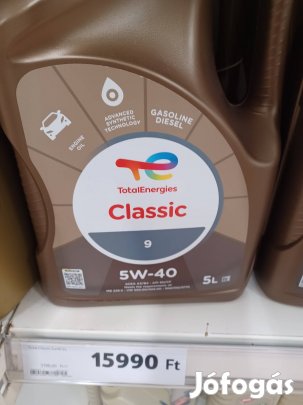 ENGINE OIL
ADVANCED
SYNTHETIC
TECHNOLOGY
GASOLINE
DIESEL
TotalEnergies
Classic
9
5W-40
5L
15990 Ft
Jófogás